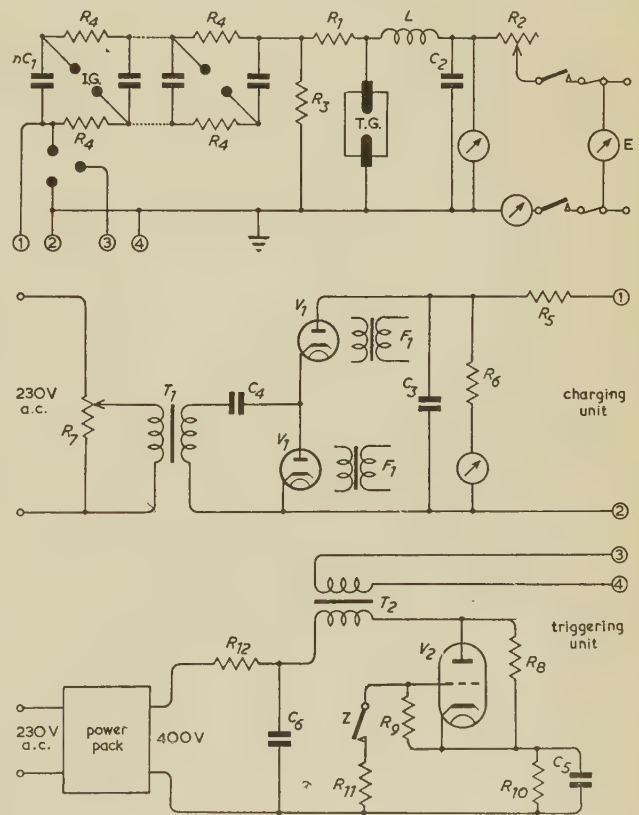 R4 R4 R1 L R2
nC1 I.G. R3 T.G. C2 E
R4 R4
① ② ③ ④
V1 F1 R5 ①
230V a.c. R7 T1 C4 C3 R6 charging unit
V1 F1 ②
③
④
T2 triggering unit
R12 V2 R8
230V a.c. power pack 400V C6 Z R9
R11 R10 C5